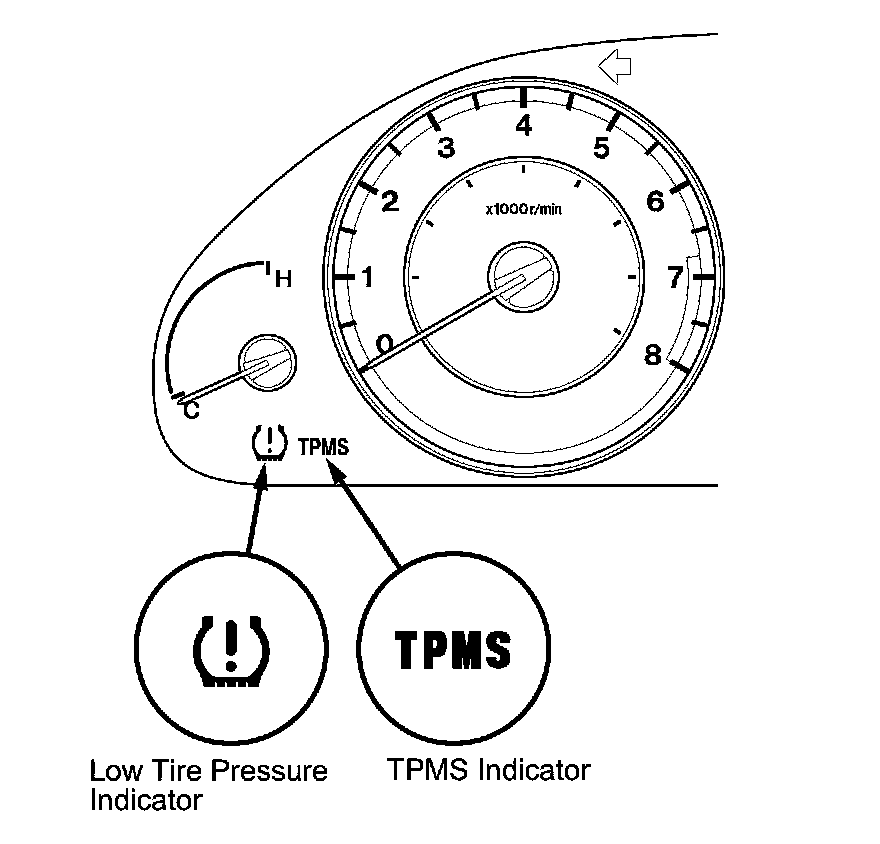 4
3
5
2
6
x1000r/min
H
1
7
0
8
C
TPMS
TPMS
Low Tire Pressure
Indicator
TPMS Indicator